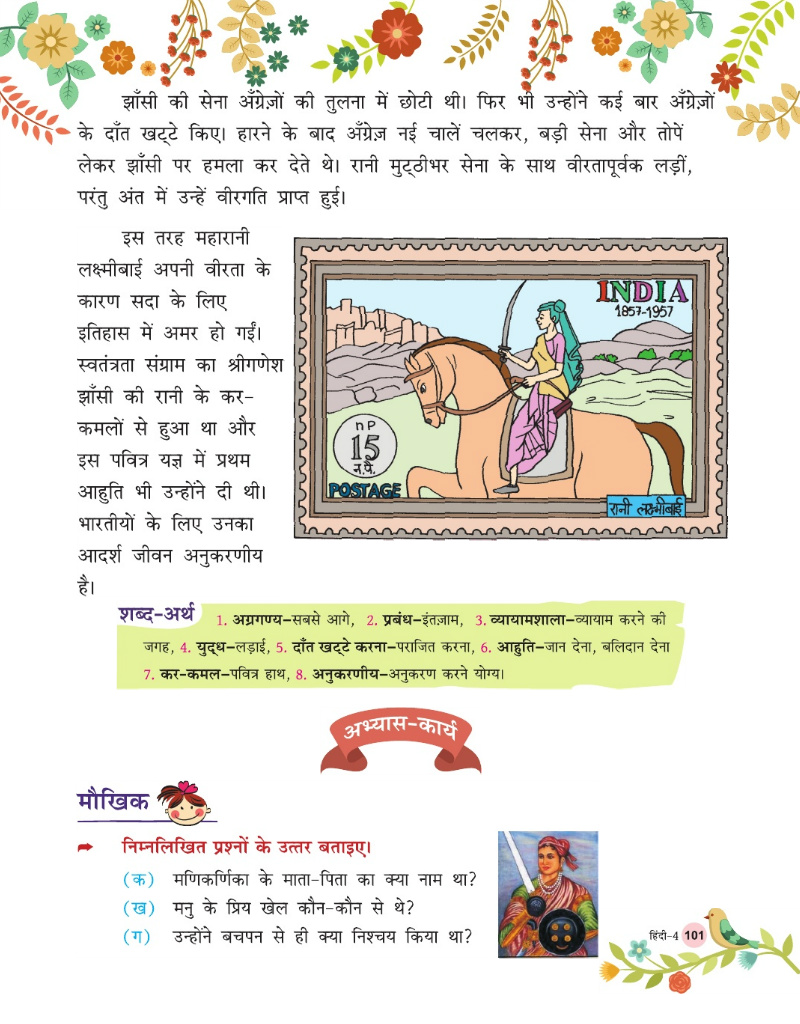 झाँसी की सेना अँग्रेज़ों की तुलना में छोटी थी। फिर भी उन्होंने कई बार अँग्रेज़ों
के दाँत खट्टे किए। हारने के बाद अँग्रेज़ नई चालें चलकर, बड़ी सेना और तोपें
लेकर झाँसी पर हमला कर देते थे। रानी मुट्ठीभर सेना के साथ वीरतापूर्वक लड़ीं,
परंतु अंत में उन्हें वीरगति प्राप्त हुई।
इस तरह महारानी
लक्ष्मीबाई अपनी वीरता के
कारण सदा के लिए
इतिहास में अमर हो गईं।
स्वतंत्रता संग्राम का श्रीगणेश
झाँसी की रानी के कर-
कमलों से हुआ था और
इस पवित्र यज्ञ में प्रथम
आहुति भी उन्होंने दी थी।
भारतीयों के लिए उनका
आदर्श जीवन अनुकरणीय
है।
INDIA
1857-1957
nP
15
न.पै.
POSTAGE
रानी लक्ष्मीबाई
शब्द-अर्थ 1. अग्रगण्य–सबसे आगे, 2. प्रबंध–इंतज़ाम, 3. व्यायामशाला–व्यायाम करने की
जगह, 4. युद्ध–लड़ाई, 5. दाँत खट्टे करना–पराजित करना, 6. आहुति–जान देना, बलिदान देना
7. कर-कमल–पवित्र हाथ, 8. अनुकरणीय–अनुकरण करने योग्य।
अभ्यास-कार्य
मौखिक
निम्नलिखित प्रश्नों के उत्तर बताइए।
(क) मणिकर्णिका के माता-पिता का क्या नाम था?
(ख) मनु के प्रिय खेल कौन-कौन से थे?
(ग) उन्होंने बचपन से ही क्या निश्चय किया था?
हिंदी-4 101